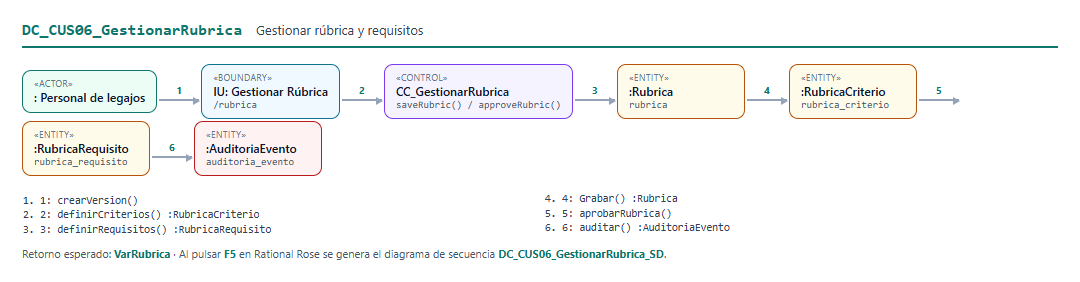 DC_CUS06_GestionarRubrica Gestionar rúbrica y requisitos
«ACTOR»
: Personal de legajos
1
«BOUNDARY»
IU: Gestionar Rúbrica
/rubrica
2
«CONTROL»
CC_GestionarRubrica
saveRubric() / approveRubric()
3
«ENTITY»
:Rubrica
rubrica
4
«ENTITY»
:RubricaCriterio
rubrica_criterio
5
«ENTITY»
:RubricaRequisito
rubrica_requisito
6
«ENTITY»
:AuditoriaEvento
auditoria_evento
1. 1: crearVersion()
2. 2: definirCriterios() :RubricaCriterio
3. 3: definirRequisitos() :RubricaRequisito
4. 4: Grabar() :Rubrica
5. 5: aprobarRubrica()
6. 6: auditar() :AuditoriaEvento
Retorno esperado: VarRubrica · Al pulsar F5 en Rational Rose se genera el diagrama de secuencia DC_CUS06_GestionarRubrica_SD.